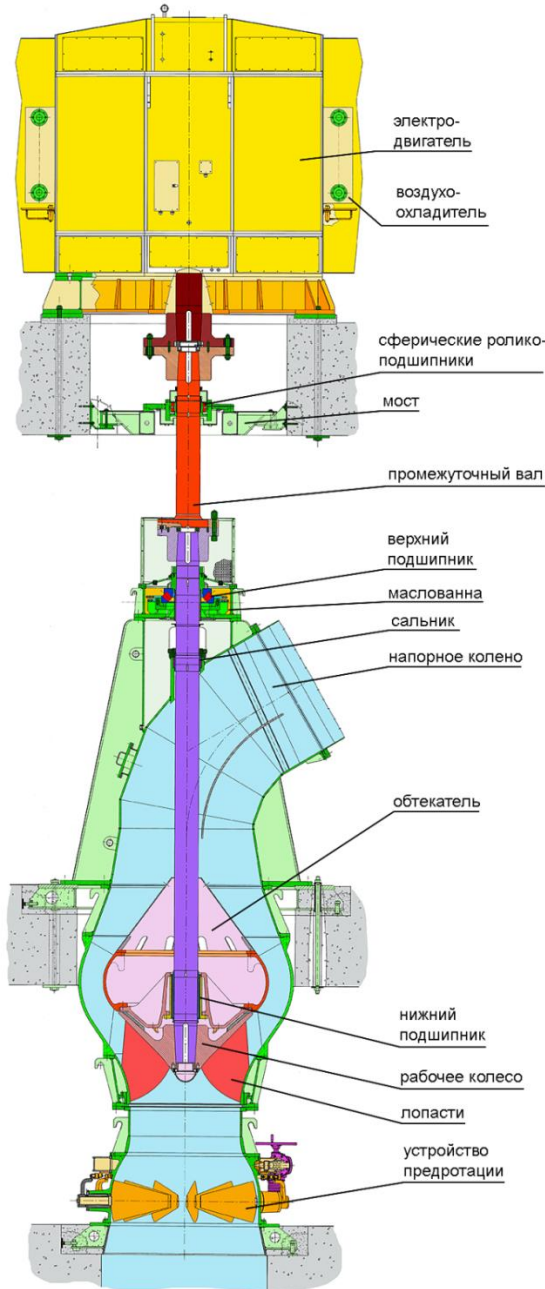 электро-
двигатель
воздухо-
охладитель
сферические ролико-
подшипники
мост
промежуточный вал
верхний
подшипник
маслованна
сальник
напорное колено
обтекатель
нижний
подшипник
рабочее колесо
лопасти
устройство
предротации